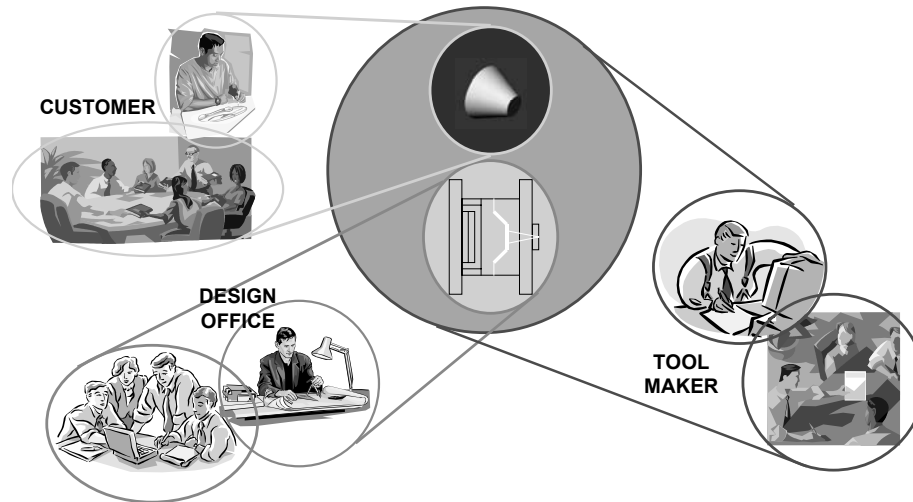 CUSTOMER
DESIGN
OFFICE
TOOL
MAKER